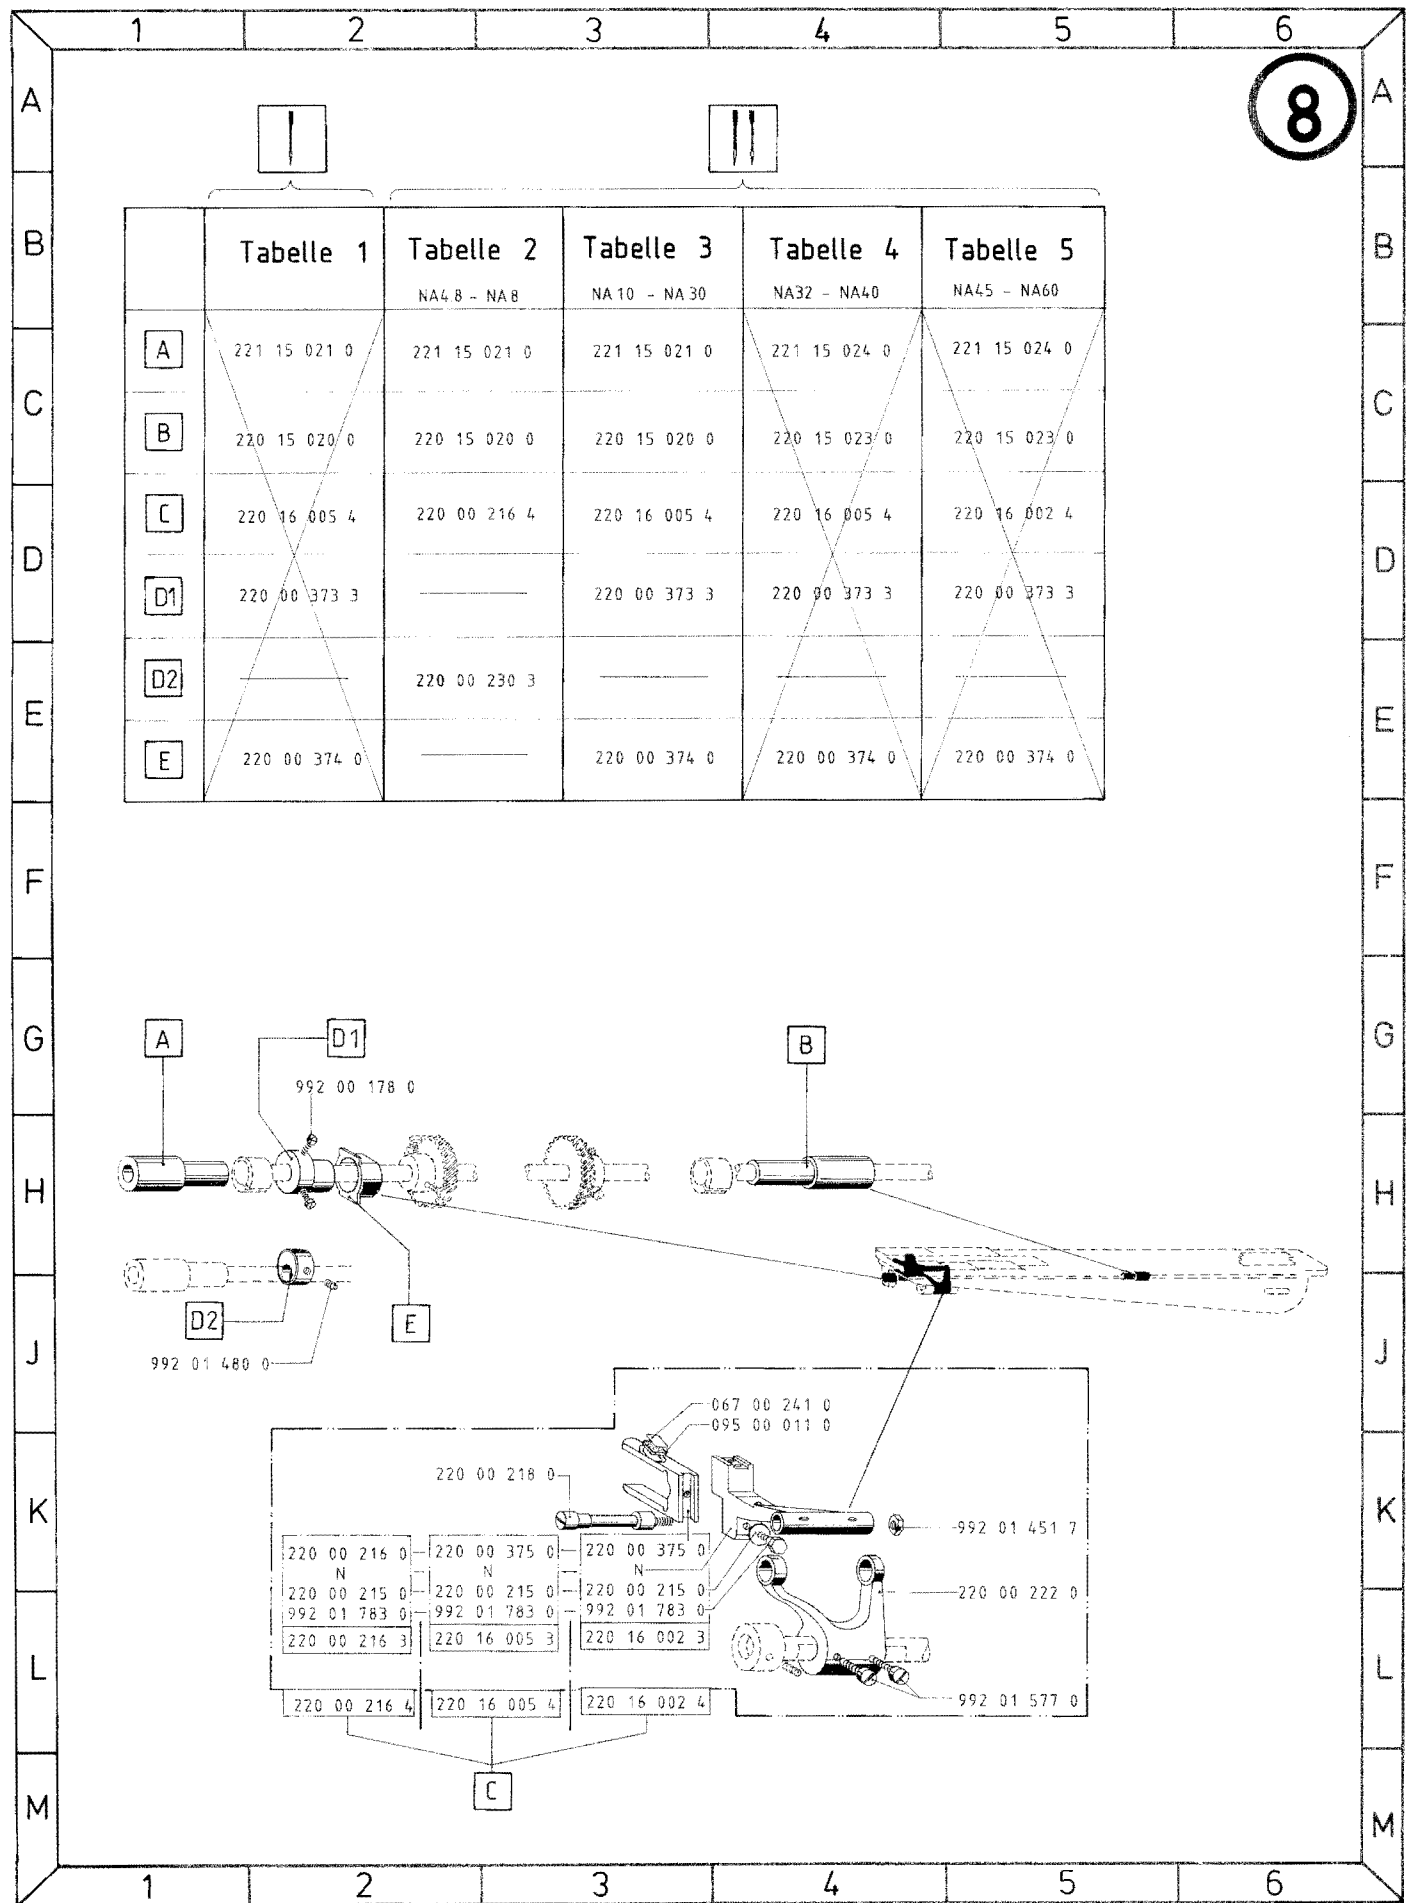 1 2 3 4 5 6
A A
8
B Tabelle 1 Tabelle 2 Tabelle 3 Tabelle 4 Tabelle 5 B
NA4.8 - NA8 NA10 - NA30 NA32 - NA40 NA45 - NA60
A 221 15 021 0 221 15 021 0 221 15 021 0 221 15 024 0 221 15 024 0
C C
B 220 15 020 0 220 15 020 0 220 15 020 0 220 15 023 0 220 15 023 0
C 220 16 005 4 220 00 216 4 220 16 005 4 220 16 005 4 220 16 002 4
D D
D1 220 00 373 3 220 00 373 3 220 00 373 3 220 00 373 3
D2 220 00 230 3
E E
E 220 00 374 0 220 00 374 0 220 00 374 0 220 00 374 0
F F
G A D1 B G
992 00 178 0
H H
D2 E
J J
992 01 480 0
067 00 241 0
095 00 011 0
220 00 218 0
K K
992 01 451 7
220 00 216 0 220 00 375 0 220 00 375 0
N N N
220 00 215 0 220 00 215 0 220 00 215 0 220 00 222 0
992 01 783 0 992 01 783 0 992 01 783 0
220 00 216 3 220 16 005 3 220 16 002 3
L L
220 00 216 4 220 16 005 4 220 16 002 4 992 01 577 0
C
M M
1 2 3 4 5 6